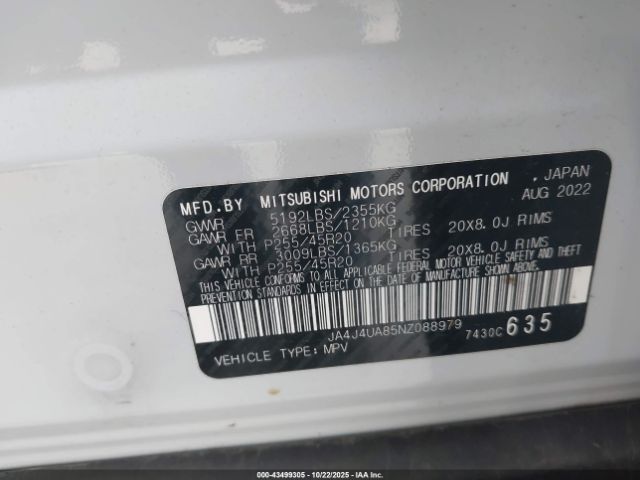 MFD.BY MITSUBISHI MOTORS CORPORATION . JAPAN
GVWR 5192LBS/2355KG AUG 2022
GAWR FR 2668LBS/1210KG
WITH P255/45R20 TIRES 20X8.0J RIMS
GAWR RR 3009LBS/1365KG
WITH P255/45R20 TIRES 20X8.0J RIMS
THIS VEHICLE CONFORMS TO ALL APPLICABLE FEDERAL MOTOR VEHICLE SAFETY AND THEFT
PREVENTION STANDARDS IN EFFECT ON THE DATE OF MANUFACTURE SHOWN ABOVE.
JA4J4UA85NZ088979 7430C 635
VEHICLE TYPE: MPV
000-43499305 - 10/22/2025 - IAAI Copyright